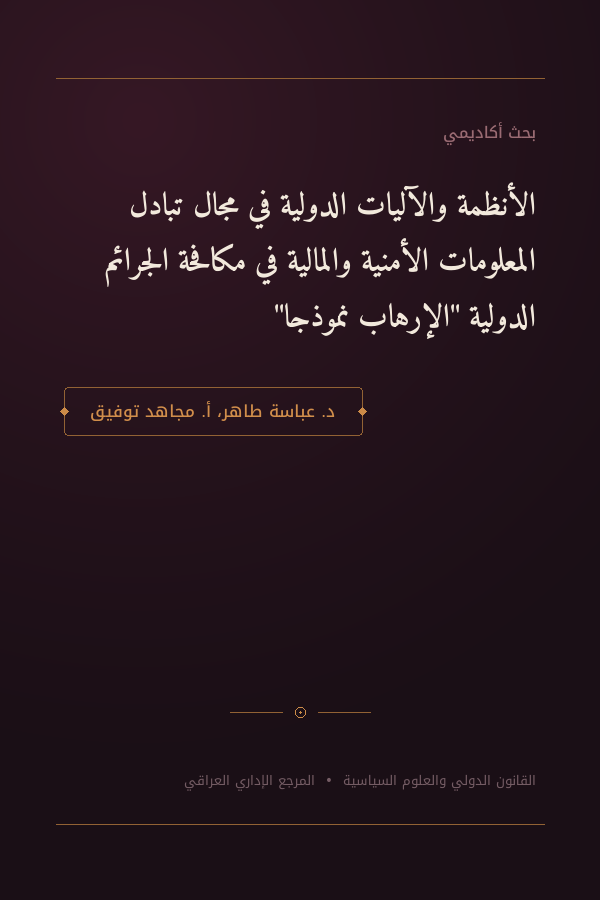 بحث أكاديمي
الأنظمة والآليات الدولية في مجال تبادل
المعلومات الأمنية والمالية في مكافحة الجرائم
الدولية "الإرهاب نموذجا"
د. عباسة طاهر، أ. مجاهد توفيق
القانون الدولي والعلوم السياسية • المرجع الإداري العراقي